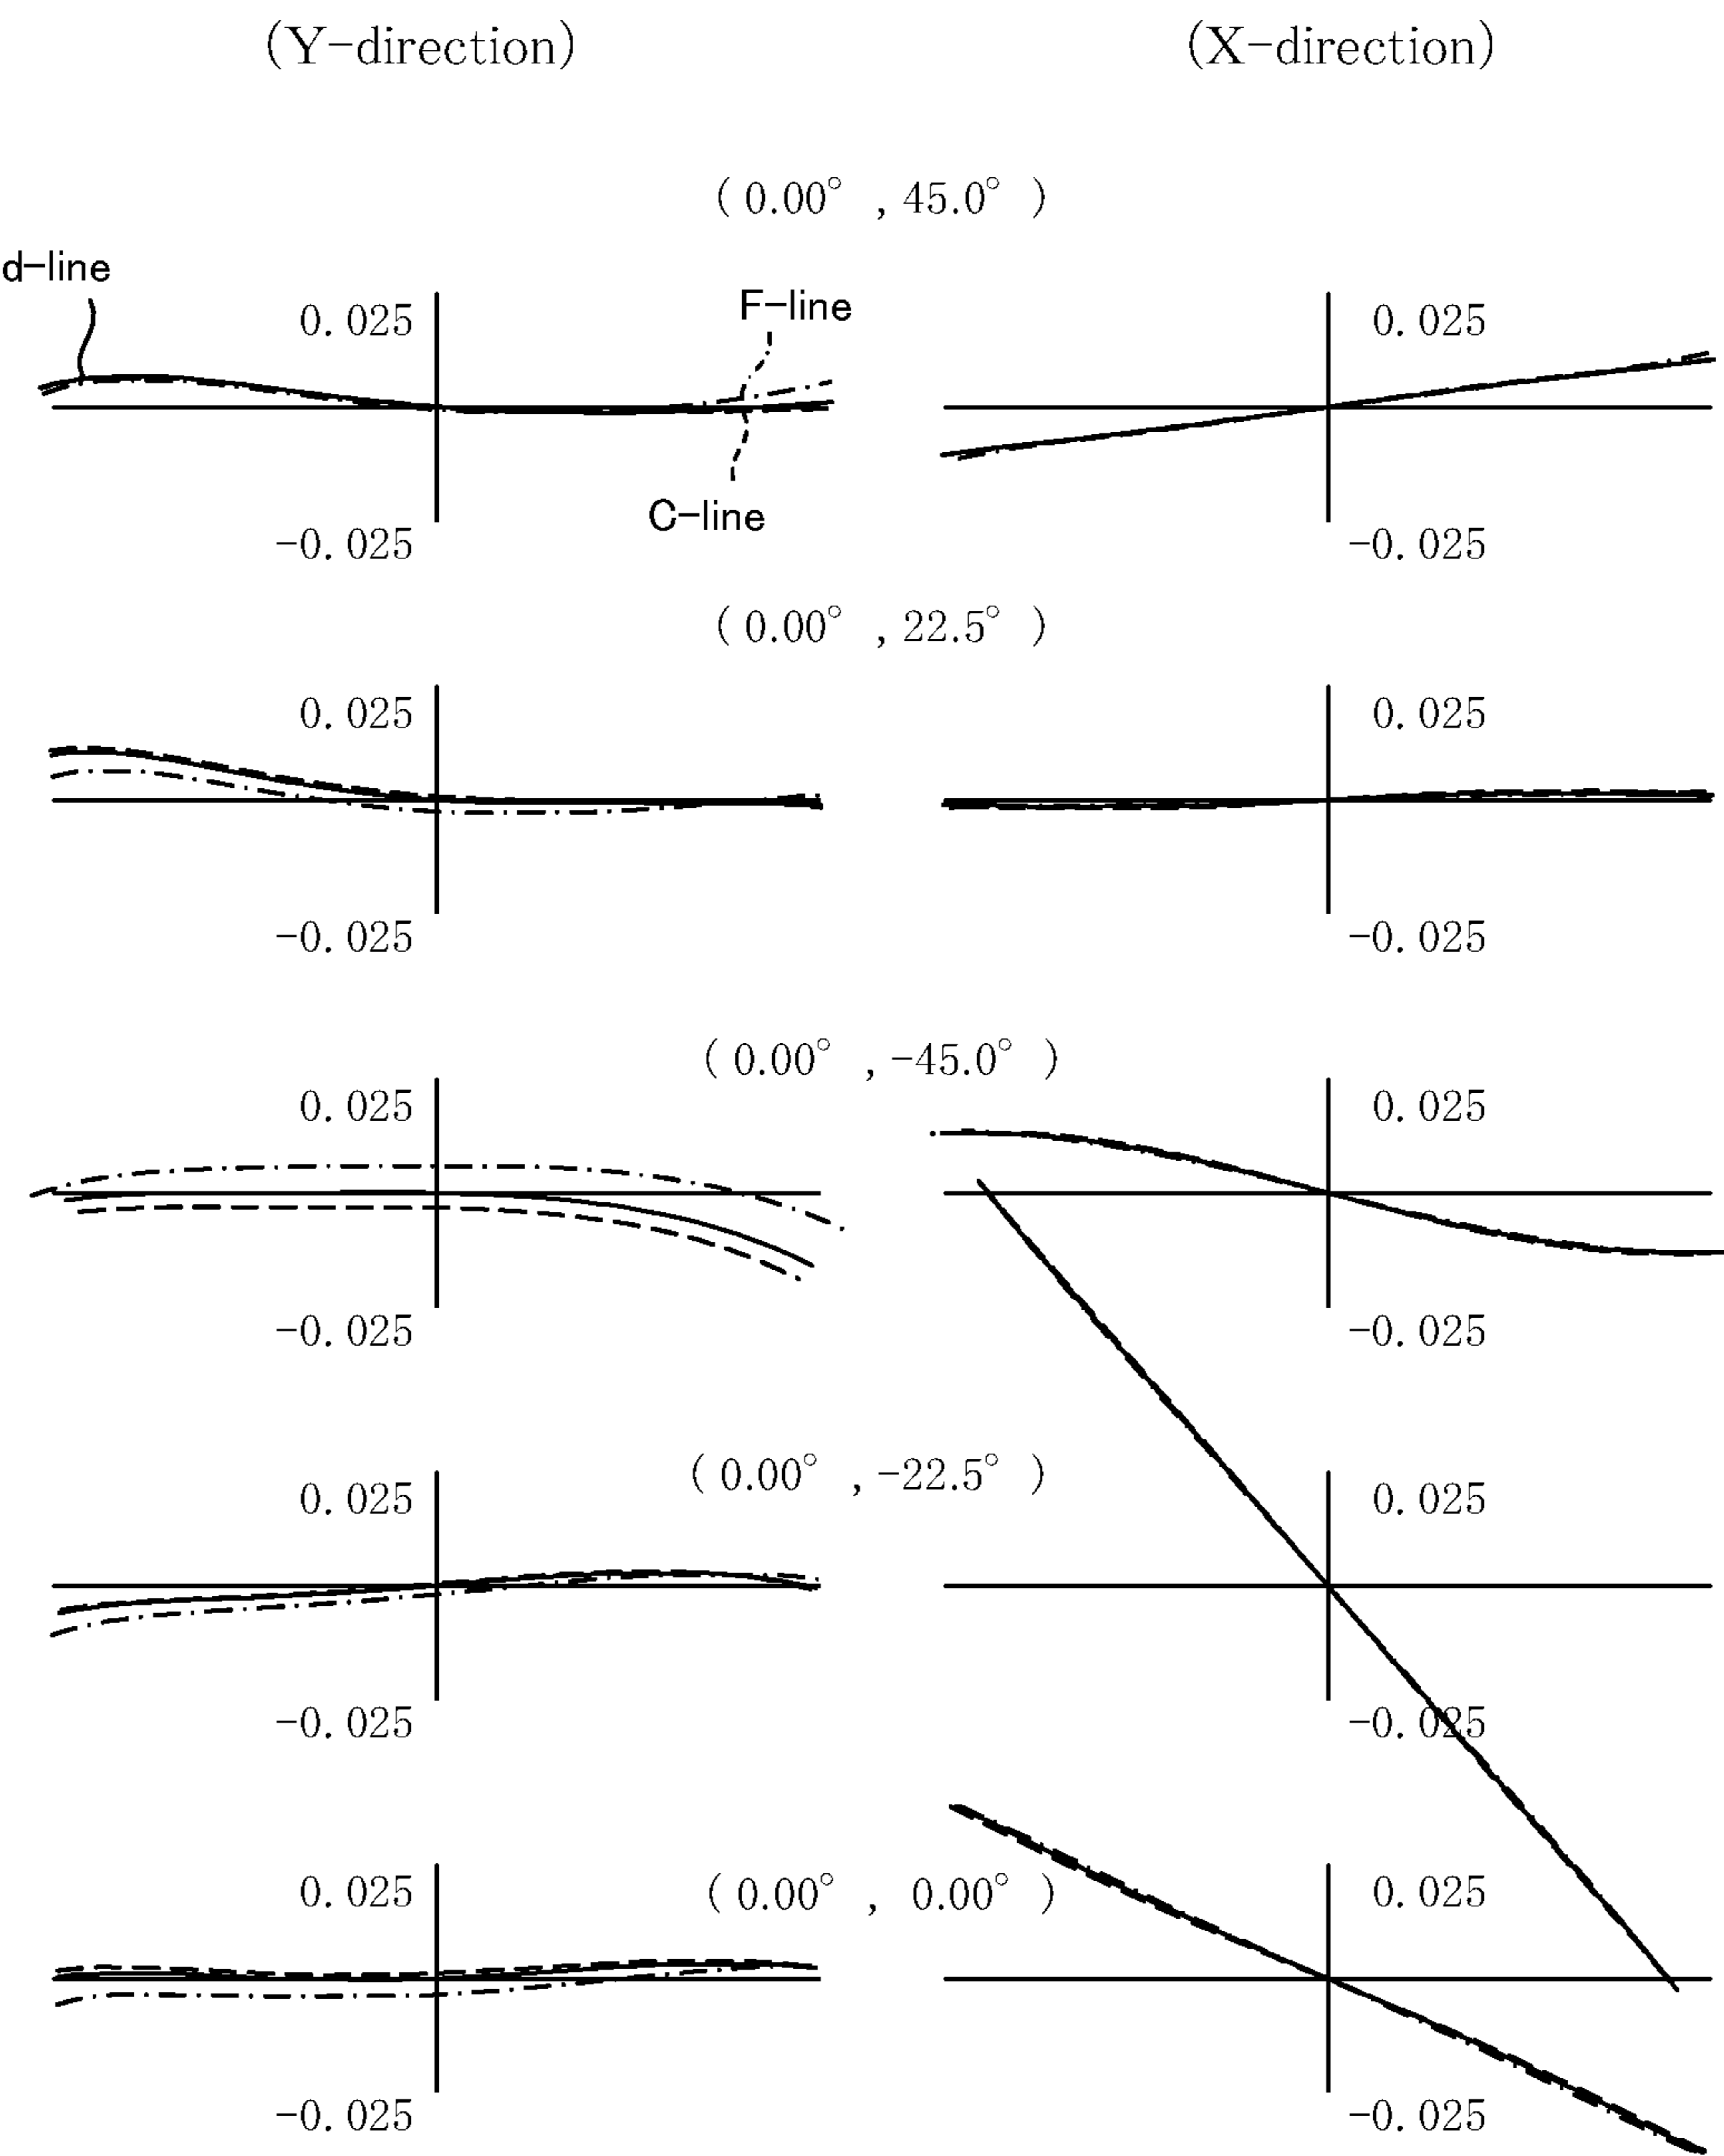 (Y-direction) (X-direction)
( 0.00° , 45.0° )
d-line
0.025 F-line 0.025
C-line
-0.025 -0.025
( 0.00° , 22.5° )
0.025 0.025
-0.025 -0.025
( 0.00° , -45.0° )
0.025 0.025
-0.025 -0.025
( 0.00° , -22.5° )
0.025 0.025
-0.025 -0.025
0.025 ( 0.00° , 0.00° ) 0.025
-0.025 -0.025